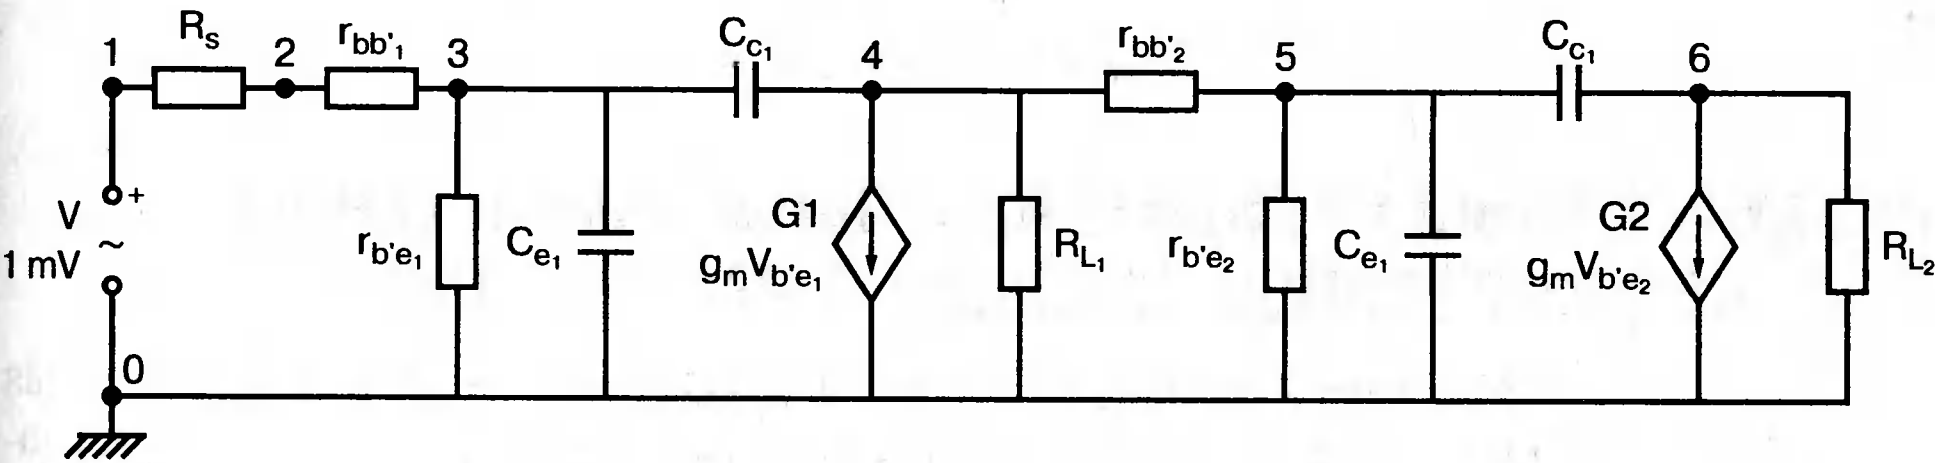 1 Rs 2 rbb'1 3 Cc1 4 rbb'2 5 Cc1 6
V 1 mV ~ +
rb'e1 Ce1
G1
gmVb'e1
RL1
rb'e2 Ce1
G2
gmVb'e2
RL2
0